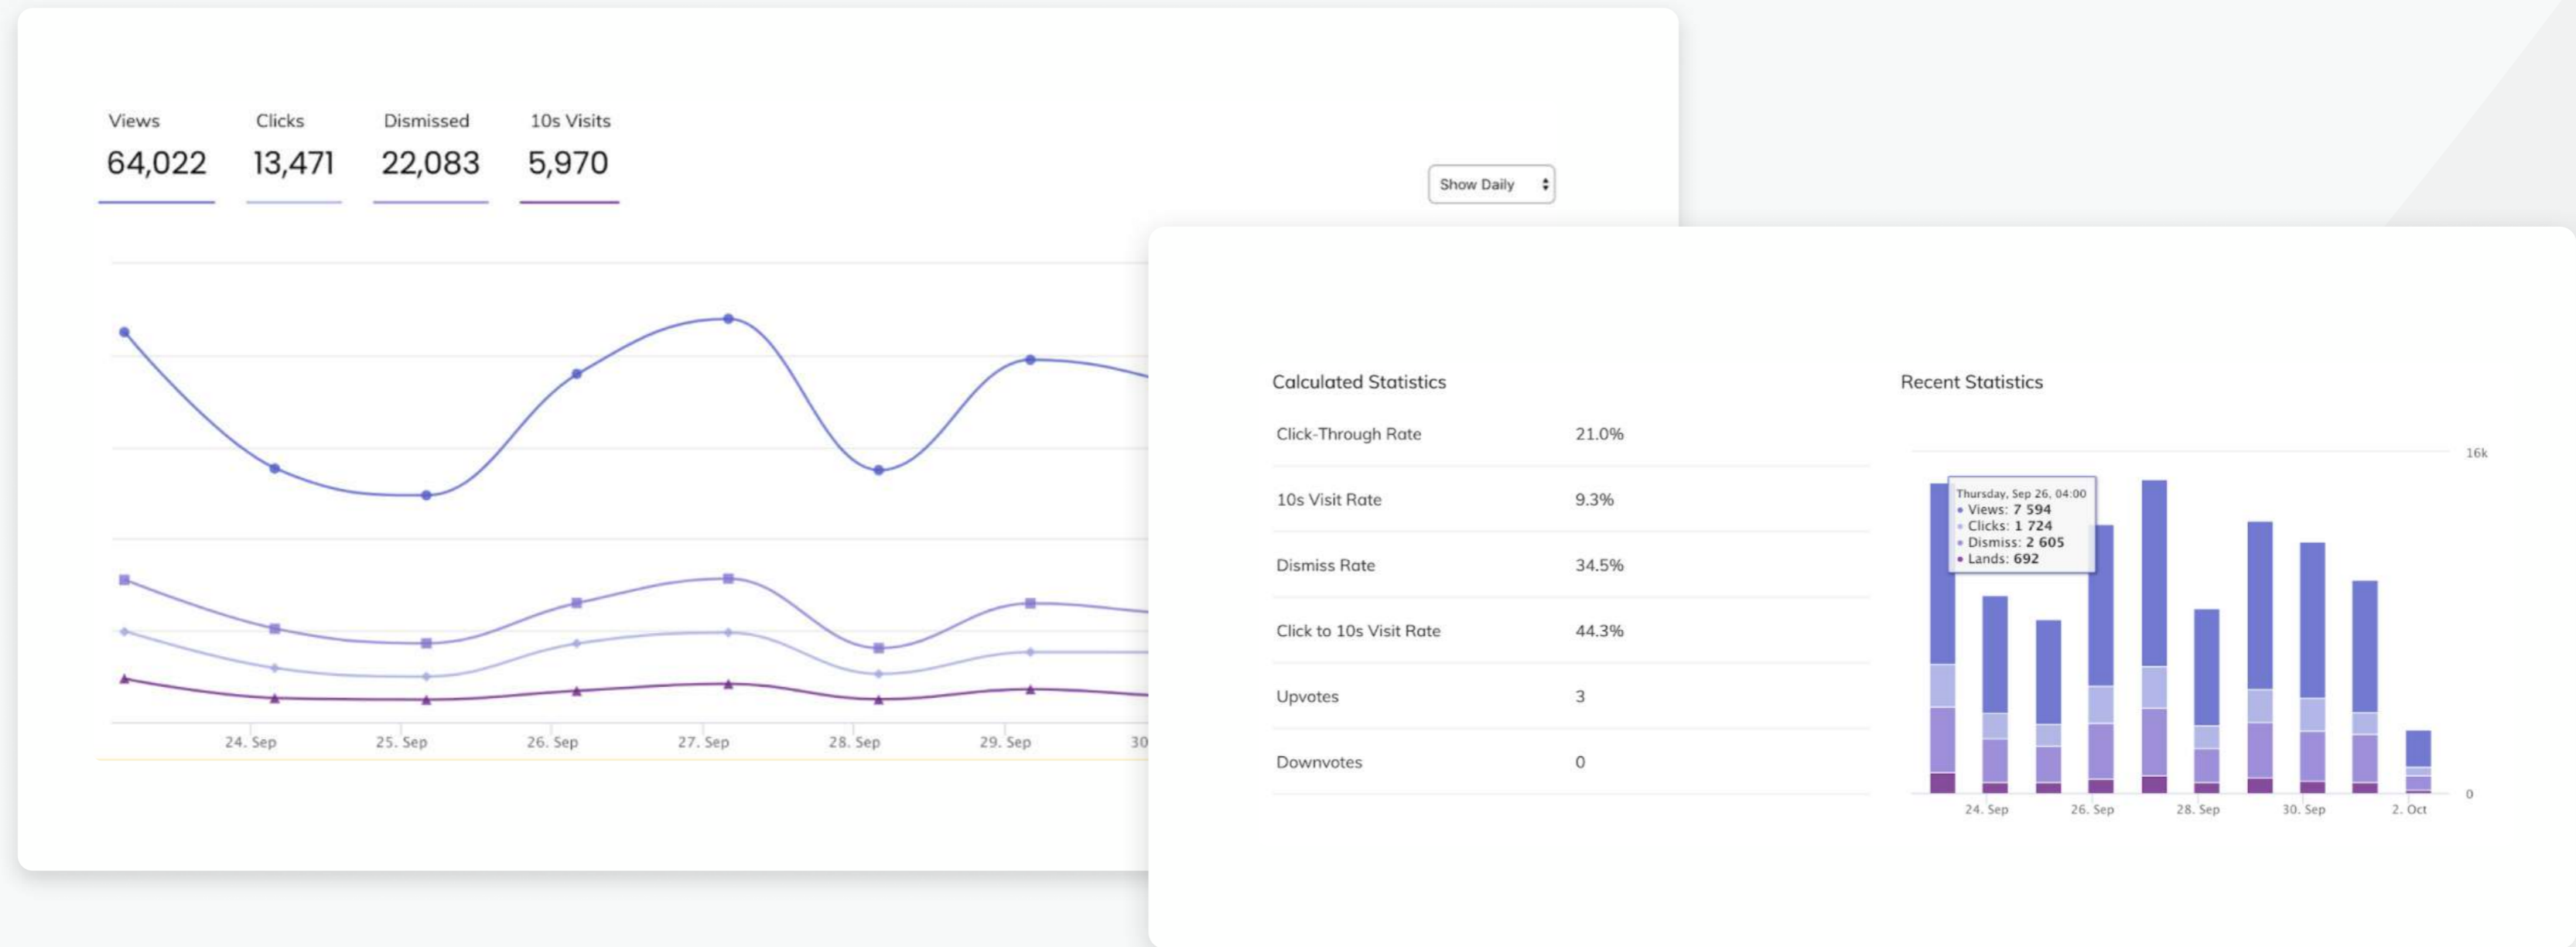 Views Clicks Dismissed 10s Visits
64,022 13,471 22,083 5,970
Show Daily
24. Sep 25. Sep 26. Sep 27. Sep 28. Sep 29. Sep 30
Calculated Statistics
Click-Through Rate 21.0%
10s Visit Rate 9.3%
Dismiss Rate 34.5%
Click to 10s Visit Rate 44.3%
Upvotes 3
Downvotes 0
Recent Statistics
16k
Thursday, Sep 26, 04:00
• Views: 7 594
• Clicks: 1 724
• Dismiss: 2 605
• Lands: 692
0
24. Sep 26. Sep 28. Sep 30. Sep 2. Oct